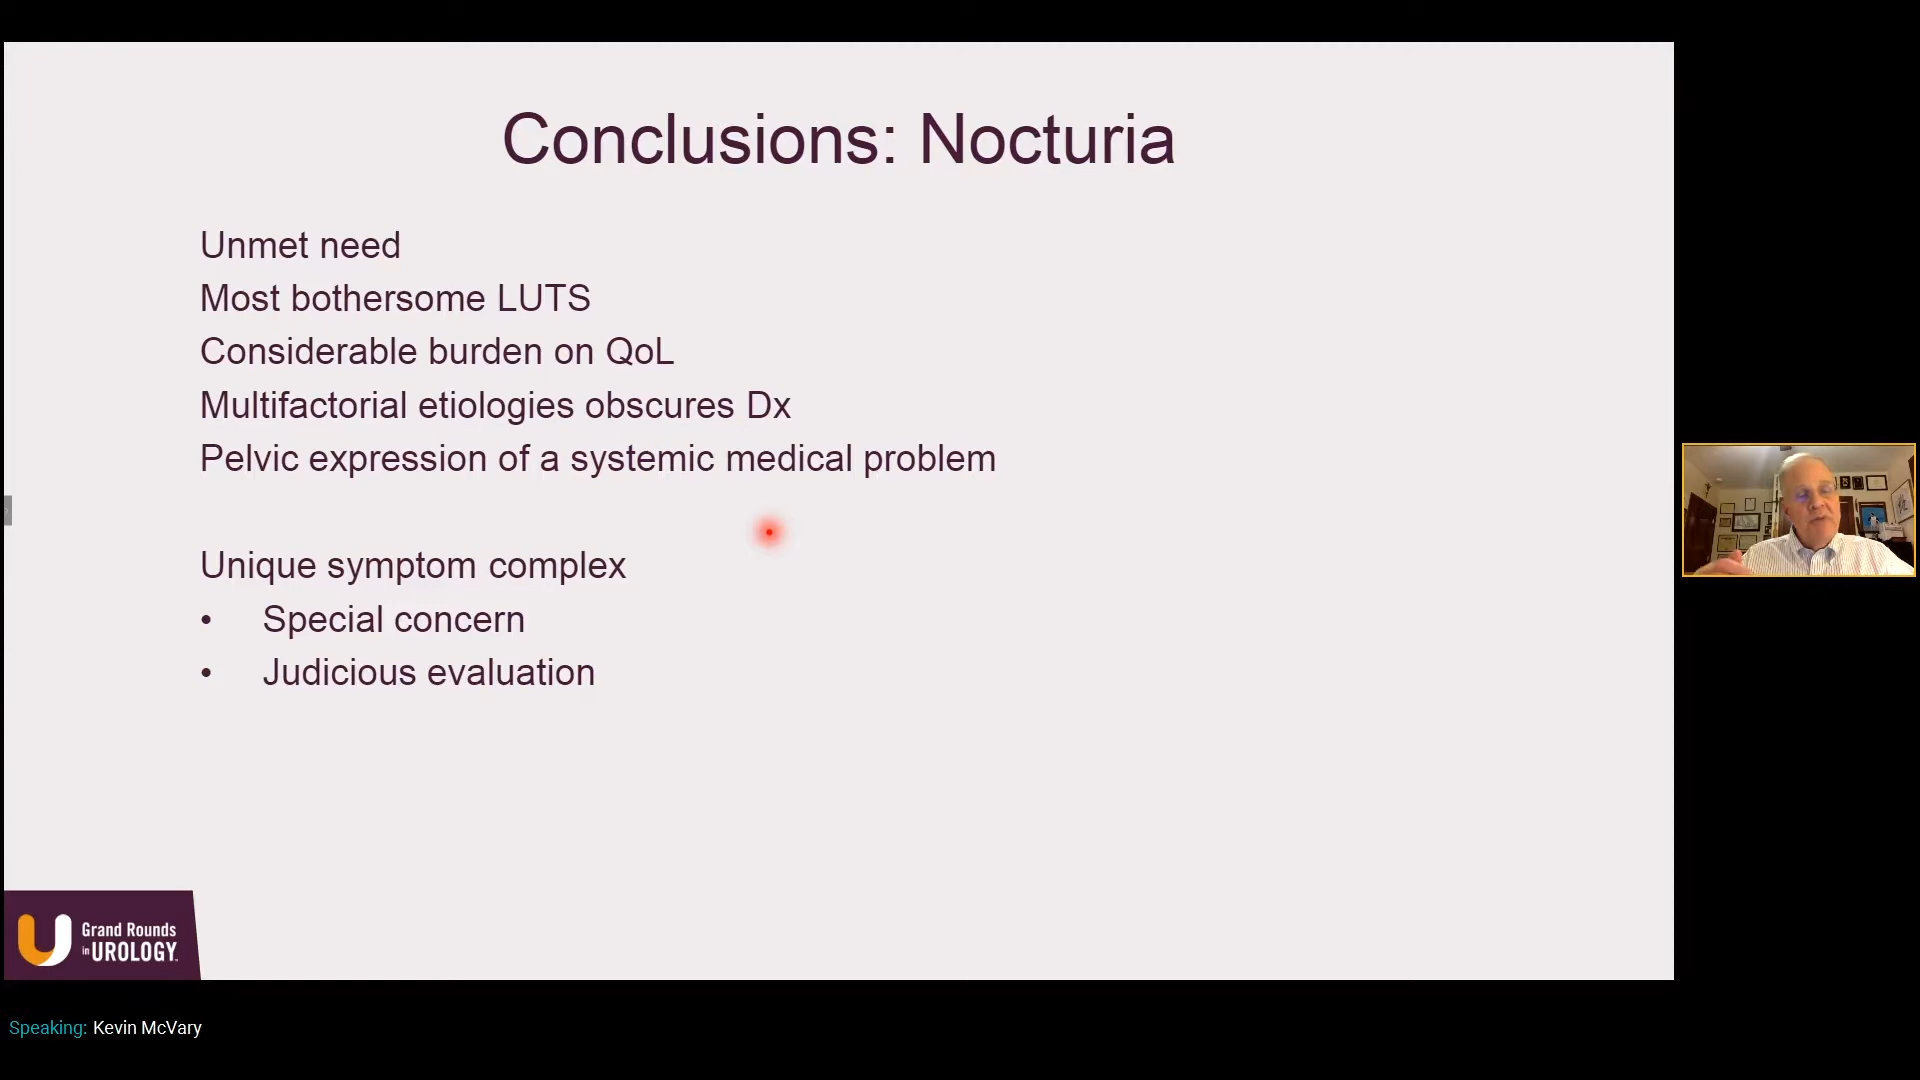 Conclusions: Nocturia
Unmet need
Most bothersome LUTS
Considerable burden on QoL
Multifactorial etiologies obscures Dx
Pelvic expression of a systemic medical problem
Unique symptom complex
• Special concern
• Judicious evaluation
Grand Rounds
in UROLOGY
Speaking: Kevin McVary